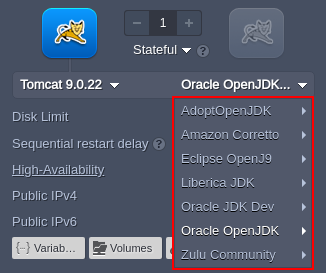 1
Stateful
Tomcat 9.0.22
Oracle OpenJDK...
Disk Limit
Sequential restart delay
High-Availability
Public IPv4
Public IPv6
Variab...
Volumes
AdoptOpenJDK
Amazon Corretto
Eclipse OpenJ9
Liberica JDK
Oracle JDK Dev
Oracle OpenJDK
Zulu Community